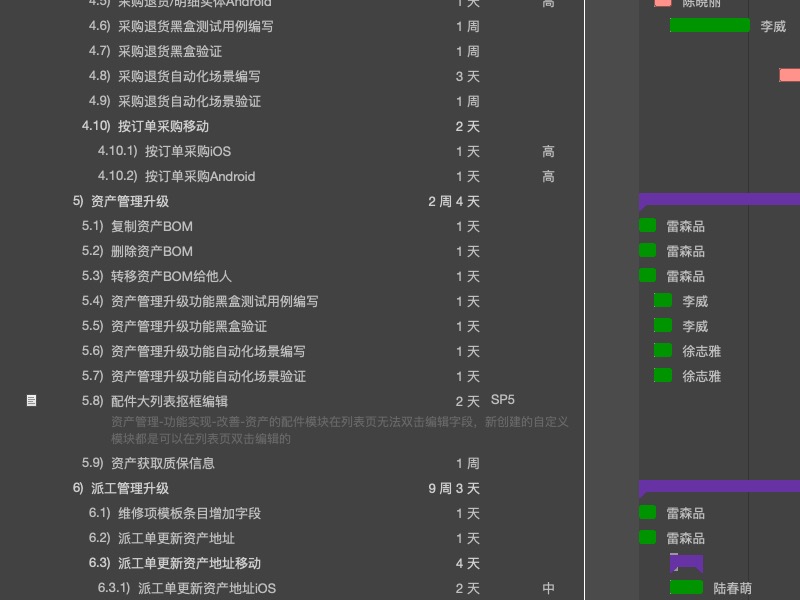 4.5) 采购退货/明细实体Android 1 天 高 陈晓丽
4.6) 采购退货黑盒测试用例编写 1 周 李威
4.7) 采购退货黑盒验证 1 周
4.8) 采购退货自动化场景编写 3 天
4.9) 采购退货自动化场景验证 1 周
4.10) 按订单采购移动 2 天
4.10.1) 按订单采购iOS 1 天 高
4.10.2) 按订单采购Android 1 天 高
5) 资产管理升级 2 周 4 天
5.1) 复制资产BOM 1 天 雷森品
5.2) 删除资产BOM 1 天 雷森品
5.3) 转移资产BOM给他人 1 天 雷森品
5.4) 资产管理升级功能黑盒测试用例编写 1 天 李威
5.5) 资产管理升级功能黑盒验证 1 天 李威
5.6) 资产管理升级功能自动化场景编写 1 天 徐志雅
5.7) 资产管理升级功能自动化场景验证 1 天 徐志雅
5.8) 配件大列表抠框编辑 2 天 SP5
资产管理-功能实现-改善-资产的配件模块在列表页无法双击编辑字段，新创建的自定义
模块都是可以在列表页双击编辑的
5.9) 资产获取质保信息 1 周
6) 派工管理升级 9 周 3 天
6.1) 维修项模板条目增加字段 1 天 雷森品
6.2) 派工单更新资产地址 1 天 雷森品
6.3) 派工单更新资产地址移动 4 天
6.3.1) 派工单更新资产地址iOS 2 天 中 陆春萌